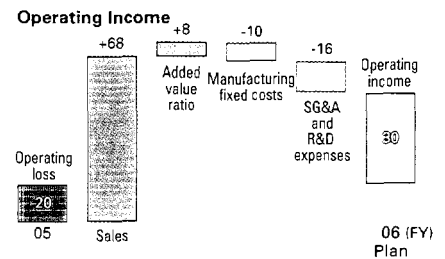 Operating Income
+68
+8
-10
-16
Added
value
ratio
Manufacturing
fixed costs
SG&A
and
R&D
expenses
Operating
income
30
Operating
loss
20
05
Sales
06 (FY)
Plan